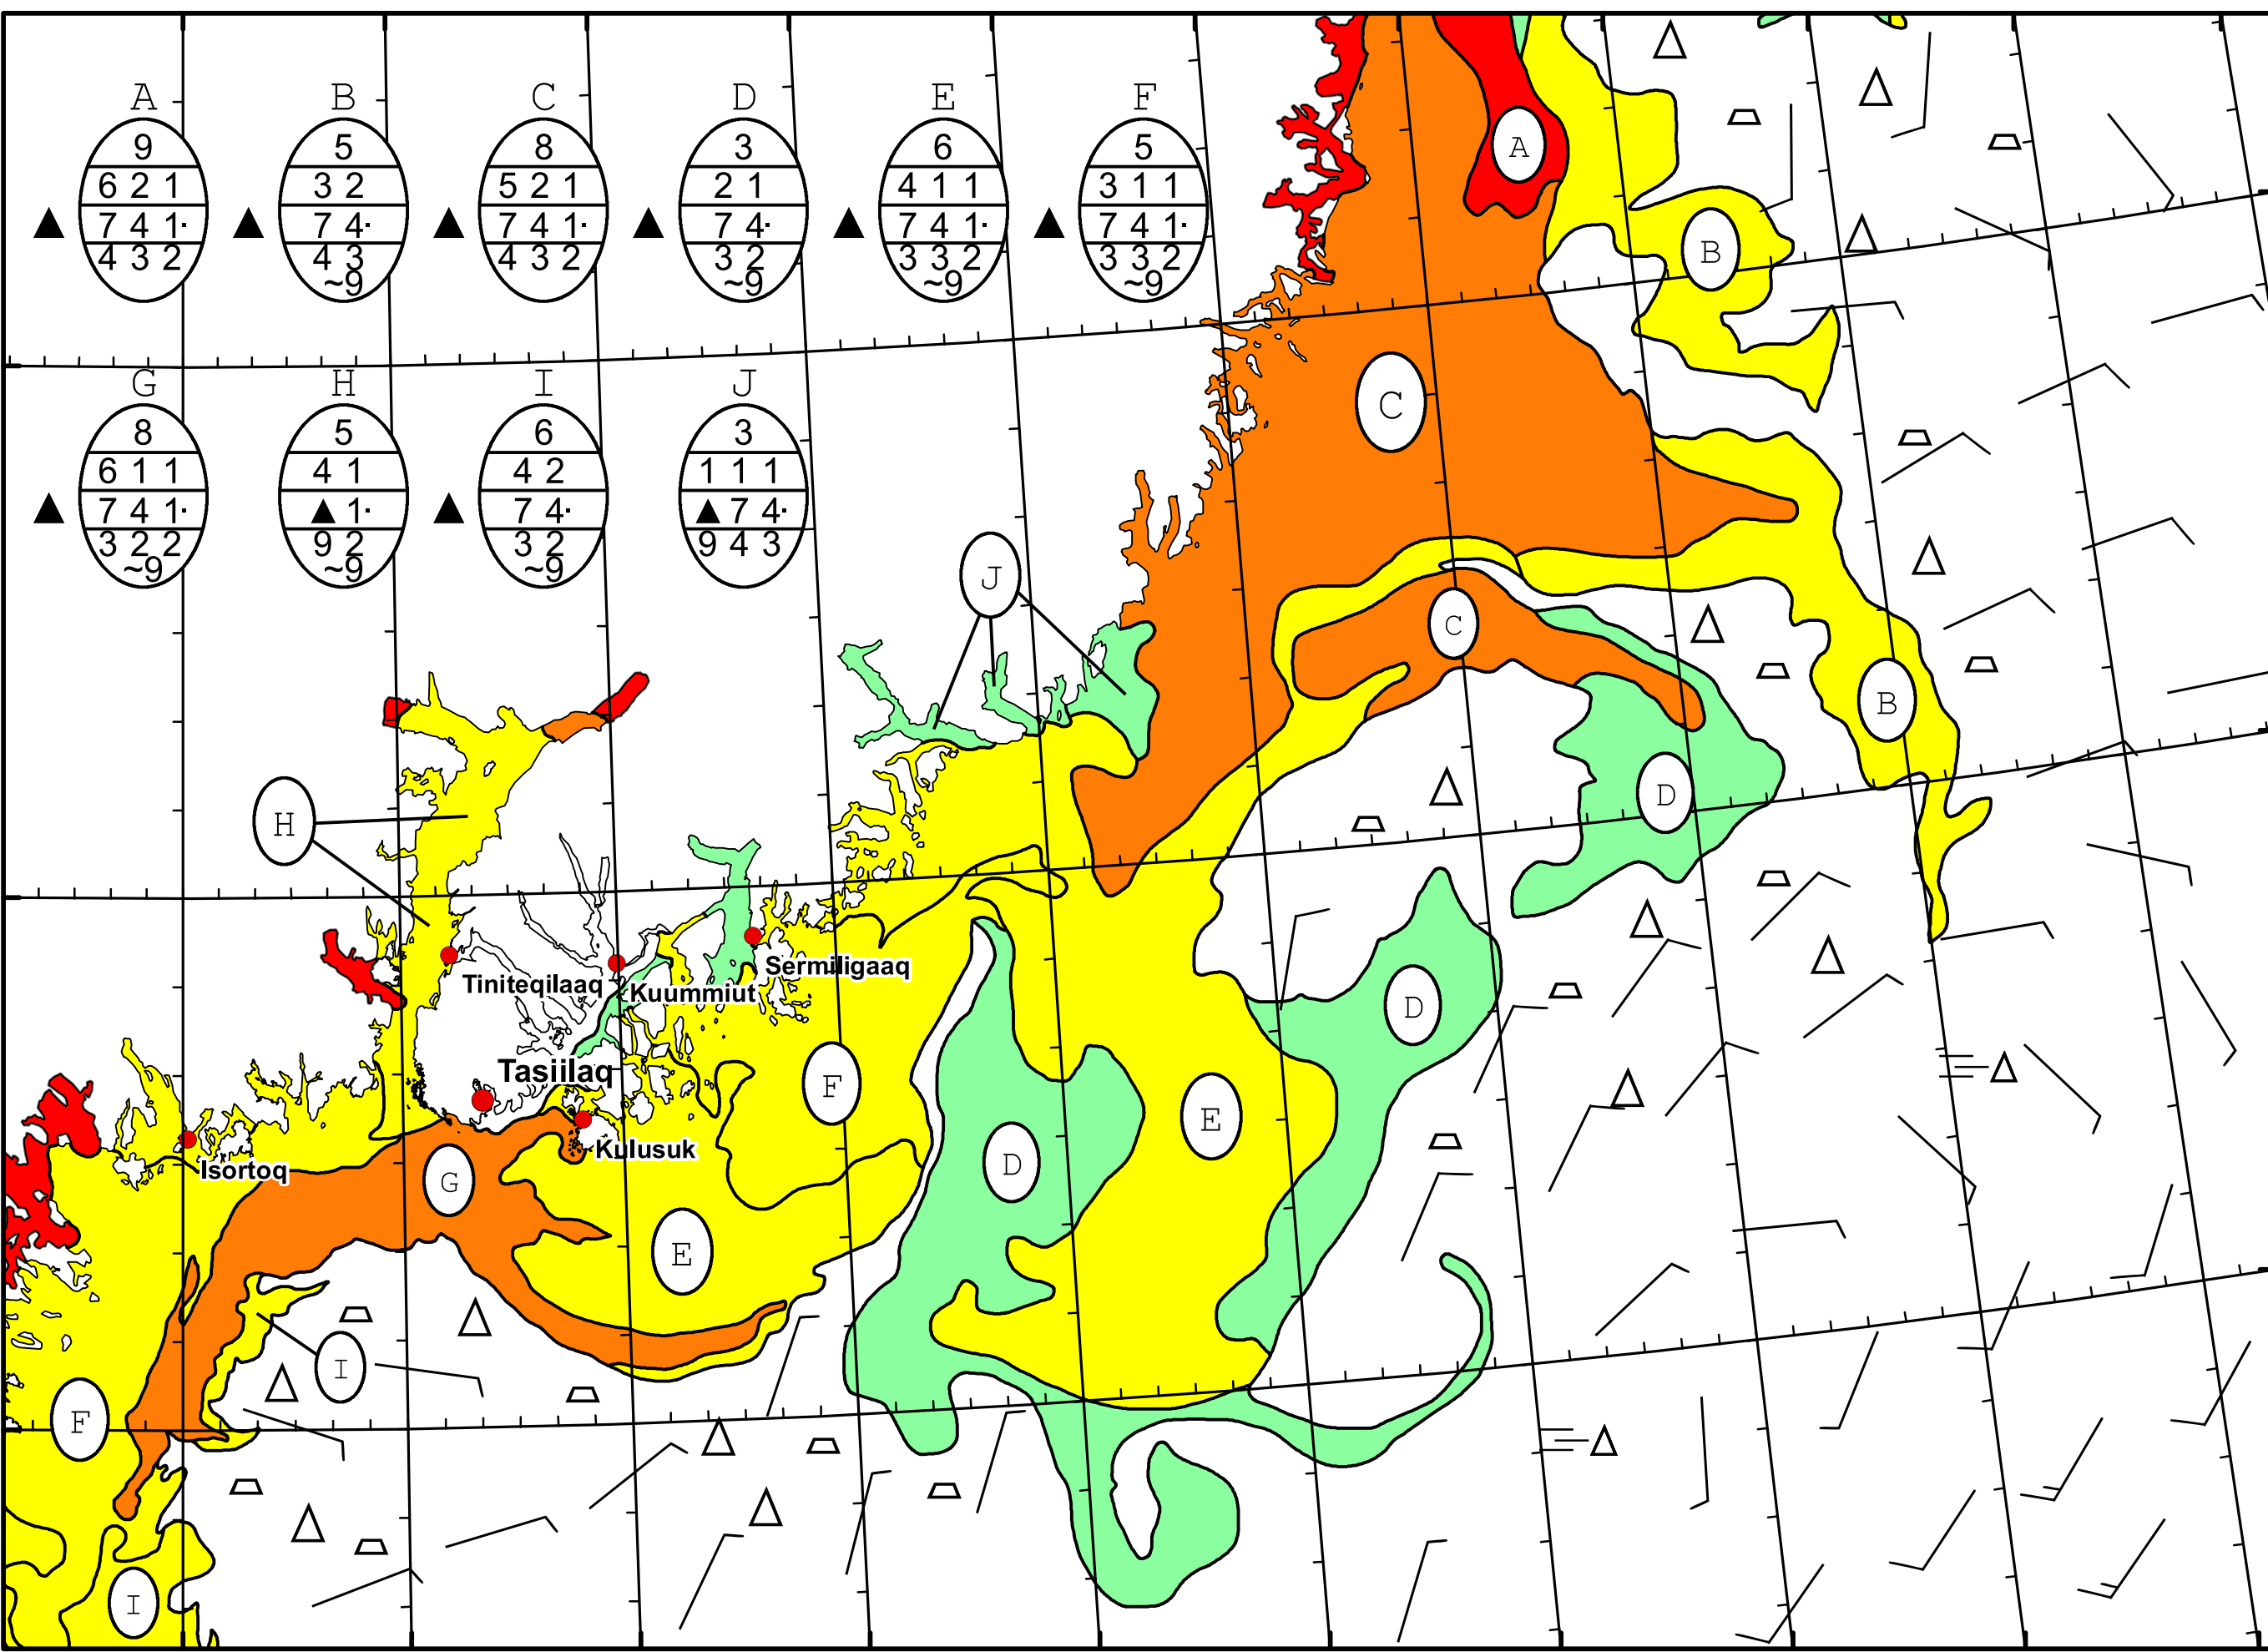 A B C D E F
9 5 8 3 6 5
6 2 1 3 2 5 2 1 2 1 4 1 1 3 1 1
▲ 7 4 1· ▲ 7 4· ▲ 7 4 1· ▲ 7 4· ▲ 7 4 1· ▲ 7 4 1·
4 3 2 4 3 4 3 2 3 2 3 3 2 3 3 2
~9 ~9 ~9 ~9
G H I J
8 5 6 3
6 1 1 4 1 4 2 1 1 1
▲ 7 4 1· ▲ 1· ▲ 7 4· ▲ 7 4·
3 2 2 9 2 3 2 9 4 3
~9 ~9 ~9
A
B
C
J
C
B
D
H
Sermiligaaq
Tiniteqilaaq
Kuummiut
D
Tasiilaq
F
E
Kulusuk
D
Isortoq
G
E
I
F
I